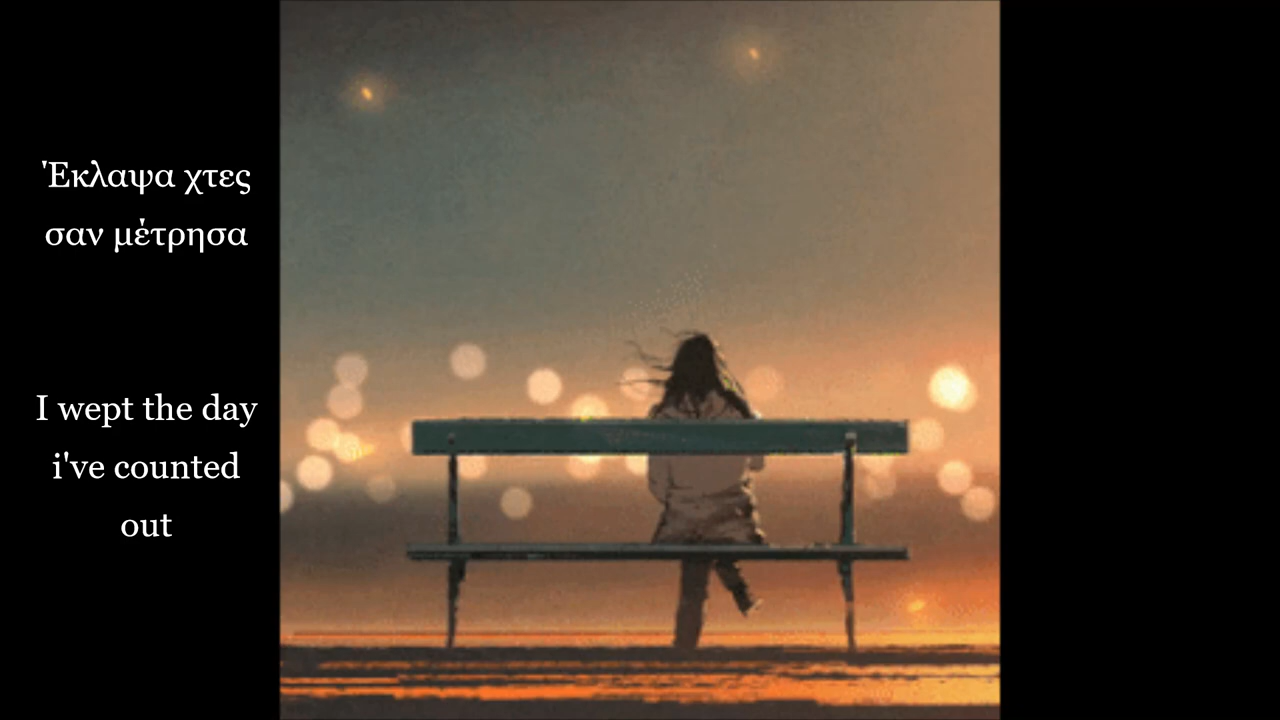 Έκλαψα χτες
σαν μέτρησα
I wept the day
i've counted
out